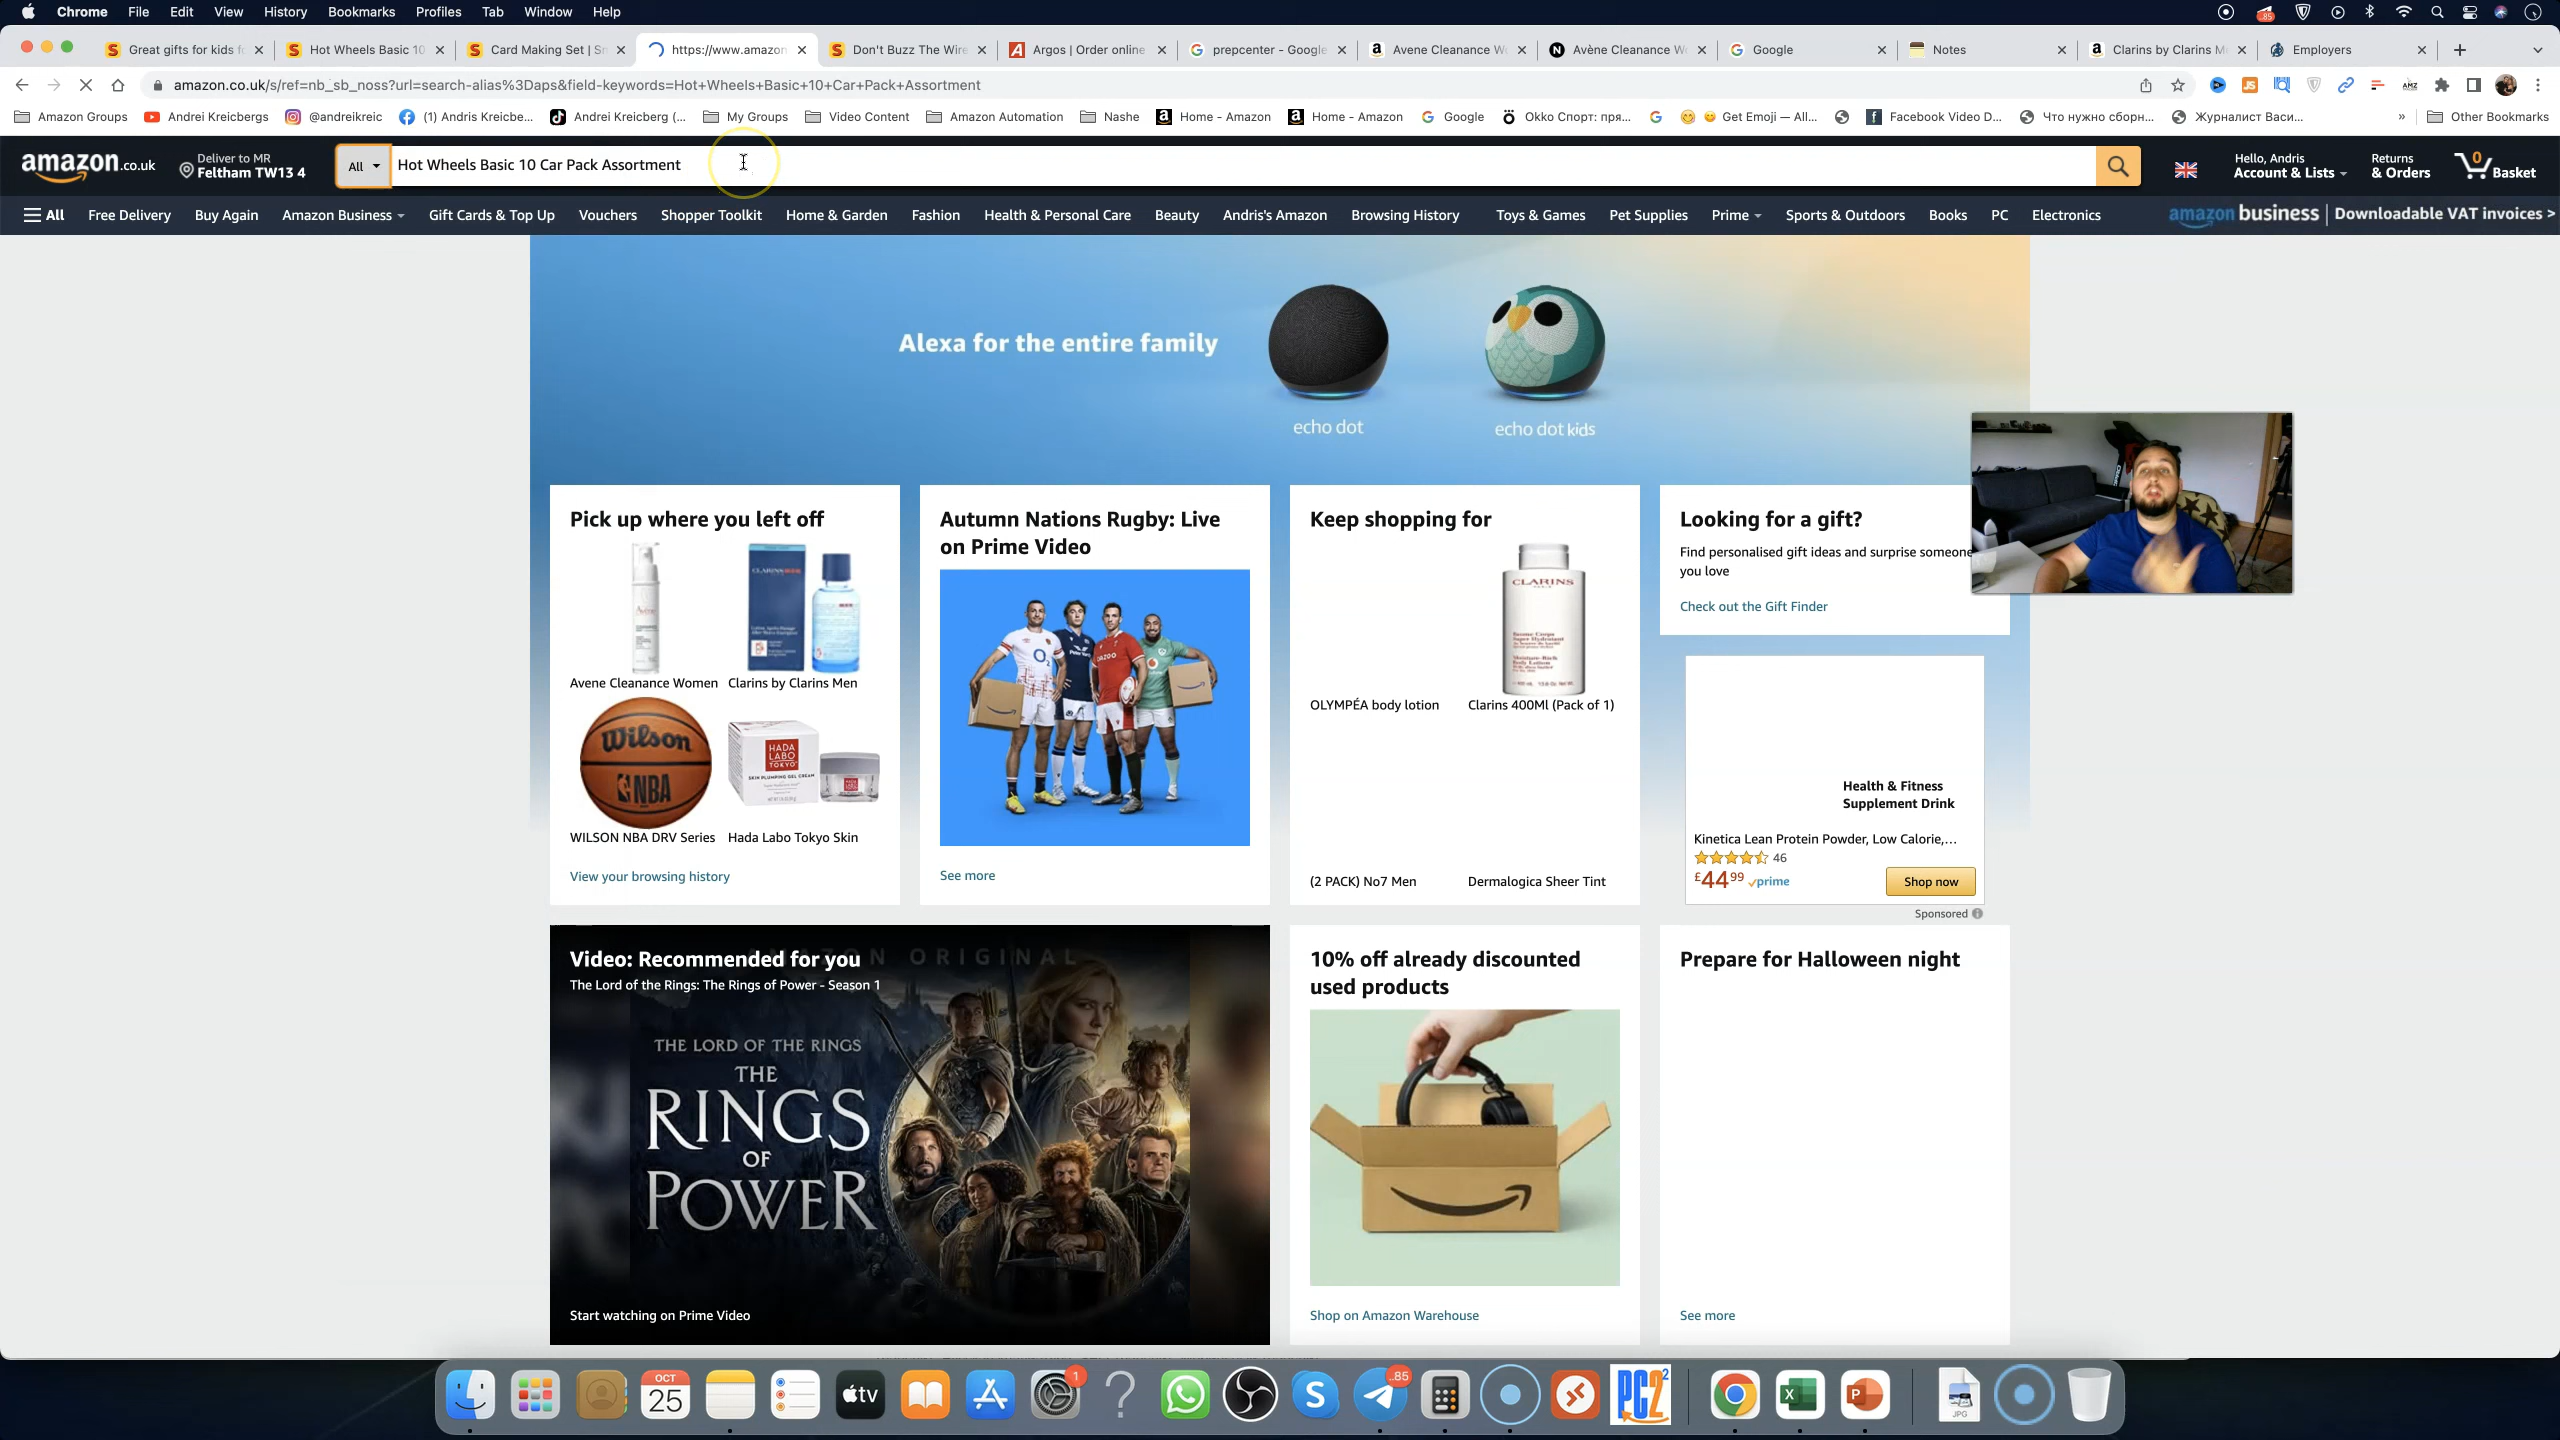 Chrome File Edit View History Bookmarks Profiles Tab Window Help
Great gifts for kids f
Hot Wheels Basic 10
Card Making Set | Sm
https://www.amazon
Don't Buzz The Wire
Argos | Order online
prepcenter - Google
Avene Cleanance Wo
Avène Cleanance Wo
Google
Notes
Clarins by Clarins M
Employers
amazon.co.uk/s/ref=nb_sb_noss?url=search-alias%3Daps&field-keywords=Hot+Wheels+Basic+10+Car+Pack+Assortment
Amazon Groups Andrei Kreicbergs @andreikreic (1) Andris Kreicbe... Andrei Kreicberg (... My Groups Video Content Amazon Automation Nashe Home - Amazon Home - Amazon Google Okko Спорт: пря... Get Emoji — All... Facebook Video D... Что нужно сборн... Журналист Васи... » Other Bookmarks
amazon.co.uk
Deliver to MR
Feltham TW13 4
All
Hot Wheels Basic 10 Car Pack Assortment
Hello, Andris
Account & Lists
Returns
& Orders
0
Basket
All Free Delivery Buy Again Amazon Business Gift Cards & Top Up Vouchers Shopper Toolkit Home & Garden Fashion Health & Personal Care Beauty Andris's Amazon Browsing History Toys & Games Pet Supplies Prime Sports & Outdoors Books PC Electronics
amazon business | Downloadable VAT invoices >
Alexa for the entire family
echo dot
echo dot kids
Pick up where you left off
Avene Cleanance Women
Clarins by Clarins Men
Wilson
NBA
HADA
LABO
TOKYO
WILSON NBA DRV Series
Hada Labo Tokyo Skin
View your browsing history
Autumn Nations Rugby: Live
on Prime Video
O2
See more
Keep shopping for
CLARINS
OLYMPÉA body lotion
Clarins 400Ml (Pack of 1)
(2 PACK) No7 Men
Dermalogica Sheer Tint
Looking for a gift?
Find personalised gift ideas and surprise someone
you love
Check out the Gift Finder
Health & Fitness
Supplement Drink
Kinetica Lean Protein Powder, Low Calorie,...
46
£44 99 prime
Shop now
Sponsored
Video: Recommended for you
The Lord of the Rings: The Rings of Power - Season 1
THE LORD OF THE RINGS
THE
RINGS
OF
POWER
Start watching on Prime Video
10% off already discounted
used products
Shop on Amazon Warehouse
Prepare for Halloween night
See more
OCT
25
tv
1
..85
PC2
JPG